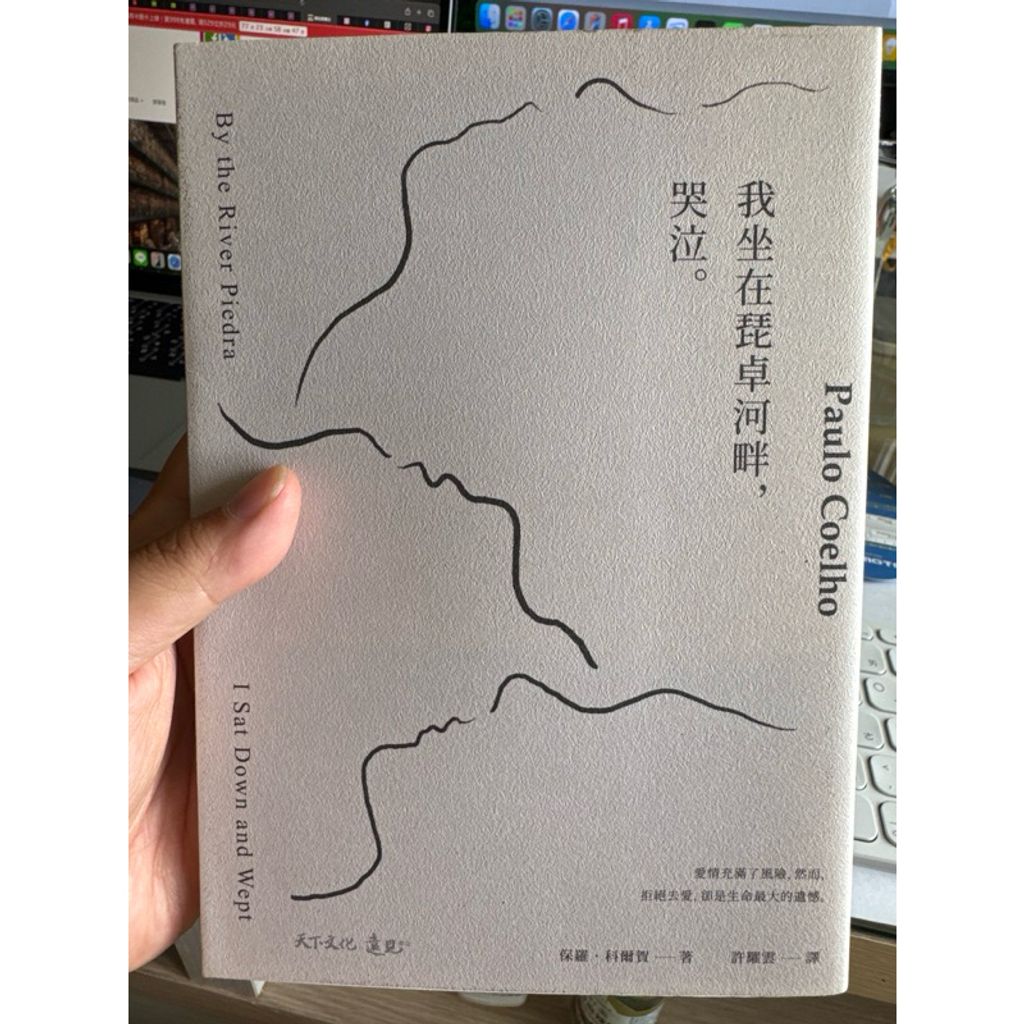 我坐在琵卓河畔，
哭泣。
Paulo Coelho
By the River Piedra
I Sat Down and Wept
愛情充滿了風險，然而，
拒絕去愛，卻是生命最大的遺憾。
天下文化 遠見
保羅·科爾賀──著 許耀雲──譯